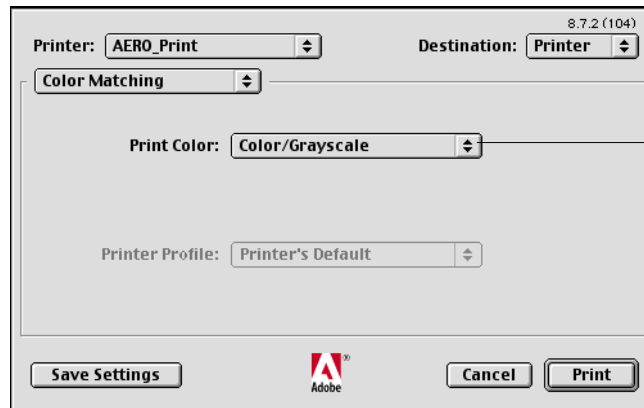 8.7.2 (104)
Printer: AERO_Print Destination: Printer
Color Matching
Print Color: Color/Grayscale
Printer Profile: Printer's Default
Save Settings Adobe® Cancel Print